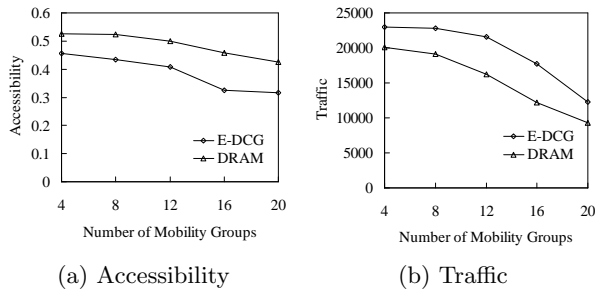 0.6
0.5
0.4
0.3
0.2
0.1
0
Accessibility
E-DCG
DRAM
4 8 12 16 20
Number of Mobility Groups
(a) Accessibility
25000
20000
15000
10000
5000
0
Traffic
E-DCG
DRAM
4 8 12 16 20
Number of Mobility Groups
(b) Traffic